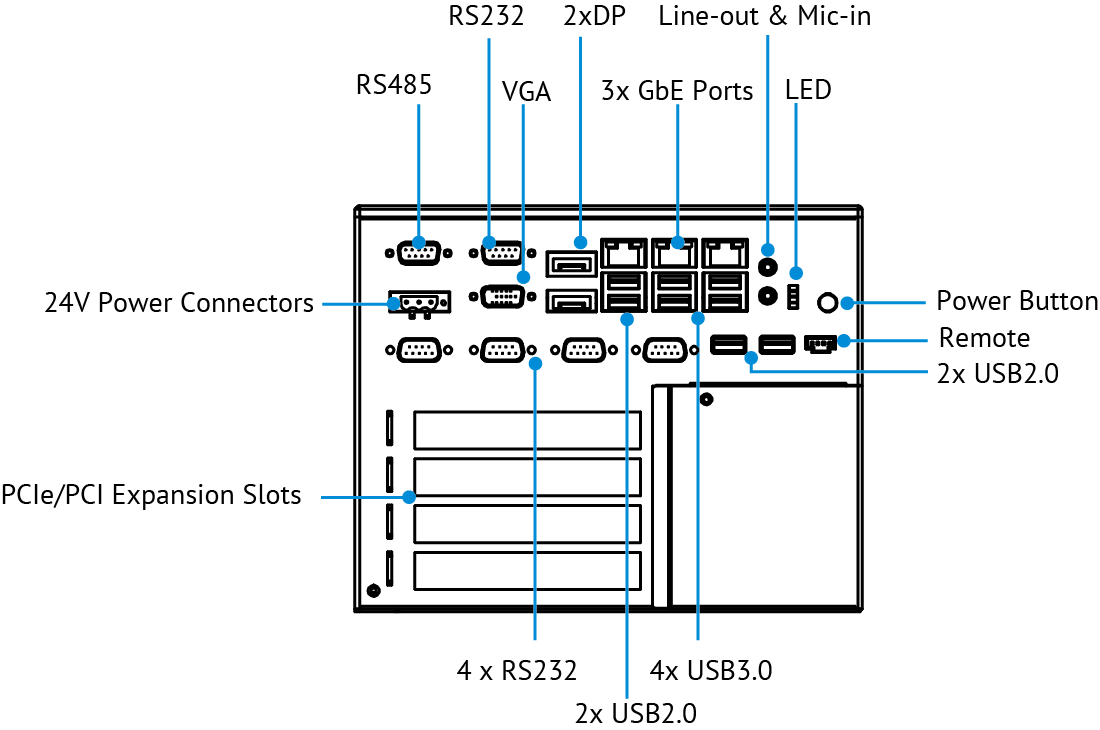 RS232
2xDP
Line-out & Mic-in
RS485
VGA
3x GbE Ports
LED
24V Power Connectors
Power Button
Remote
2x USB2.0
PCIe/PCI Expansion Slots
4 x RS232
4x USB3.0
2x USB2.0